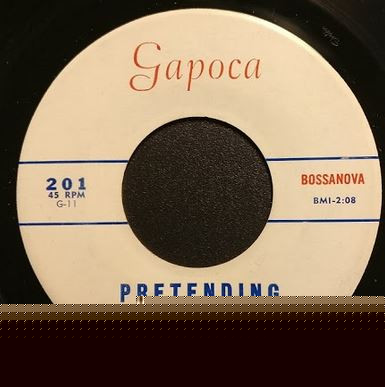 Gapoca
201
45 RPM
G-11
BOSSANOVA
BMI-2:08
PRETENDING